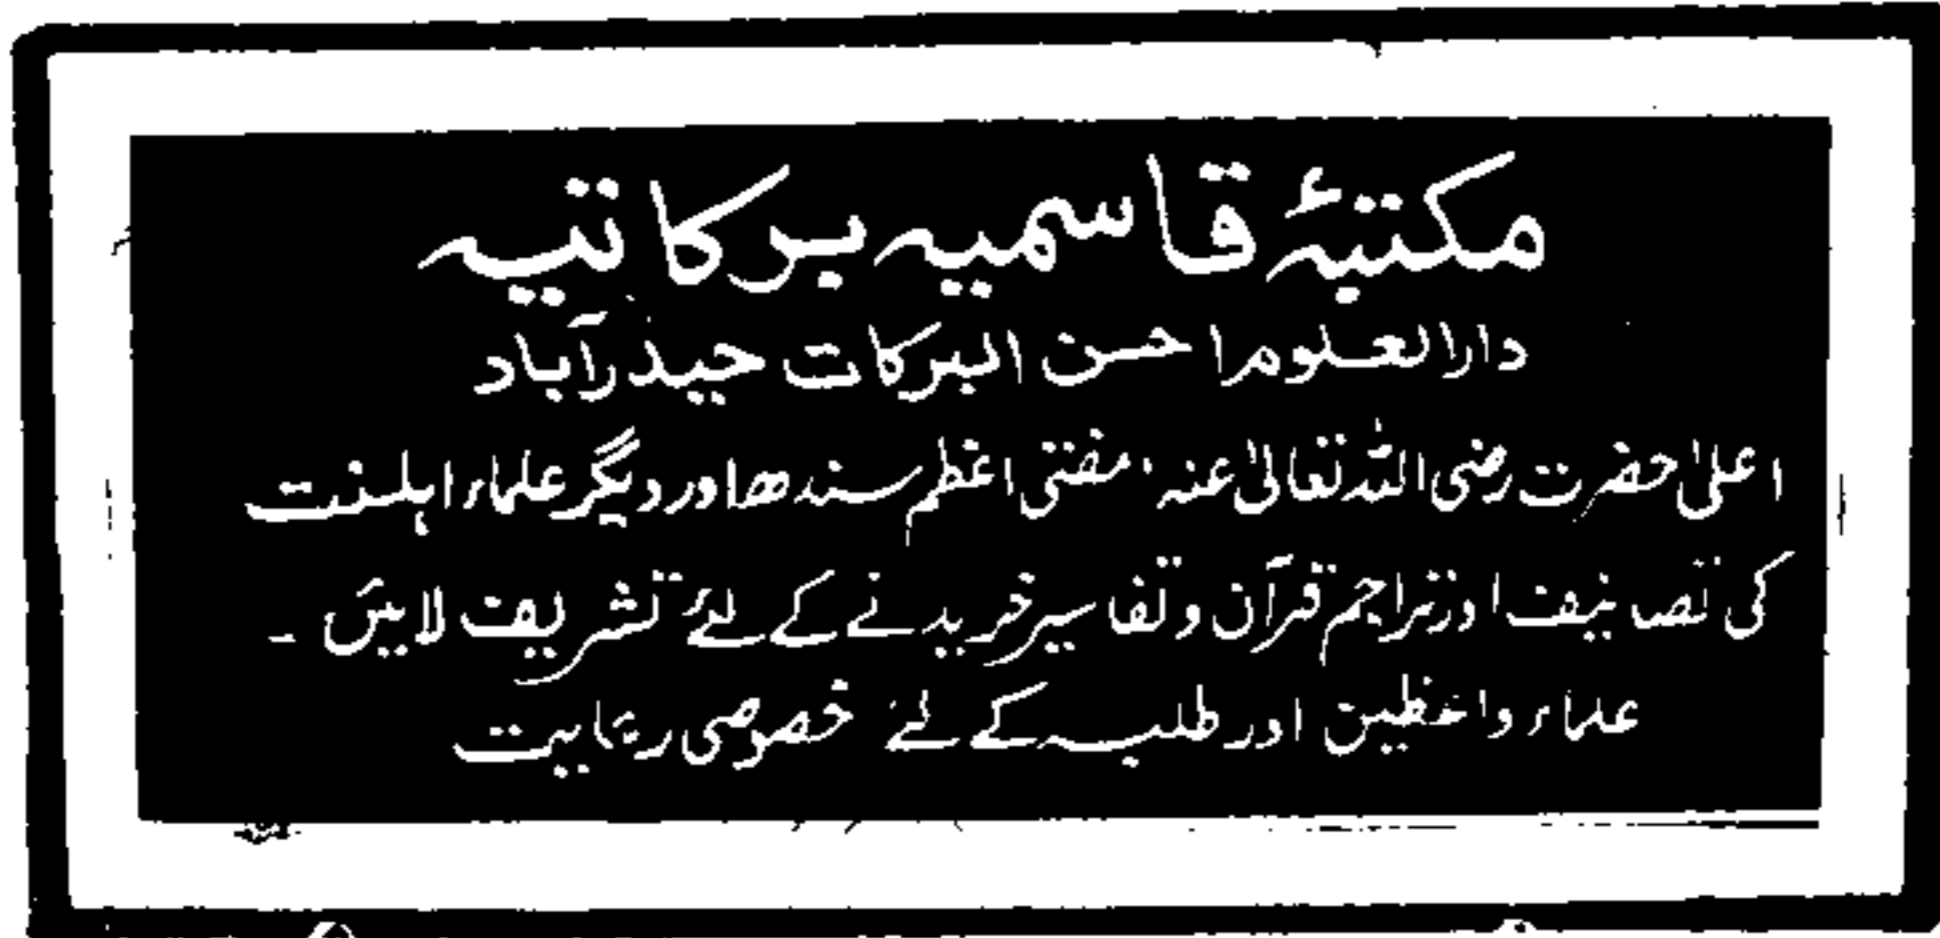 مکتبۂ قاسمیہ برکاتیہ
دارالعلوم احسن البرکات حیدرآباد
اعلیٰ حضرت رضی اللہ تعالیٰ عنہ، مفتی اعظم سندھ اور دیگر علماء اہلسنت
کی تصانیف اور تراجم قرآن و تفاسیر خریدنے کے لئے تشریف لایئں ۔
علماء واعظین اور طلبہ کے لئے خصوصی رعایت